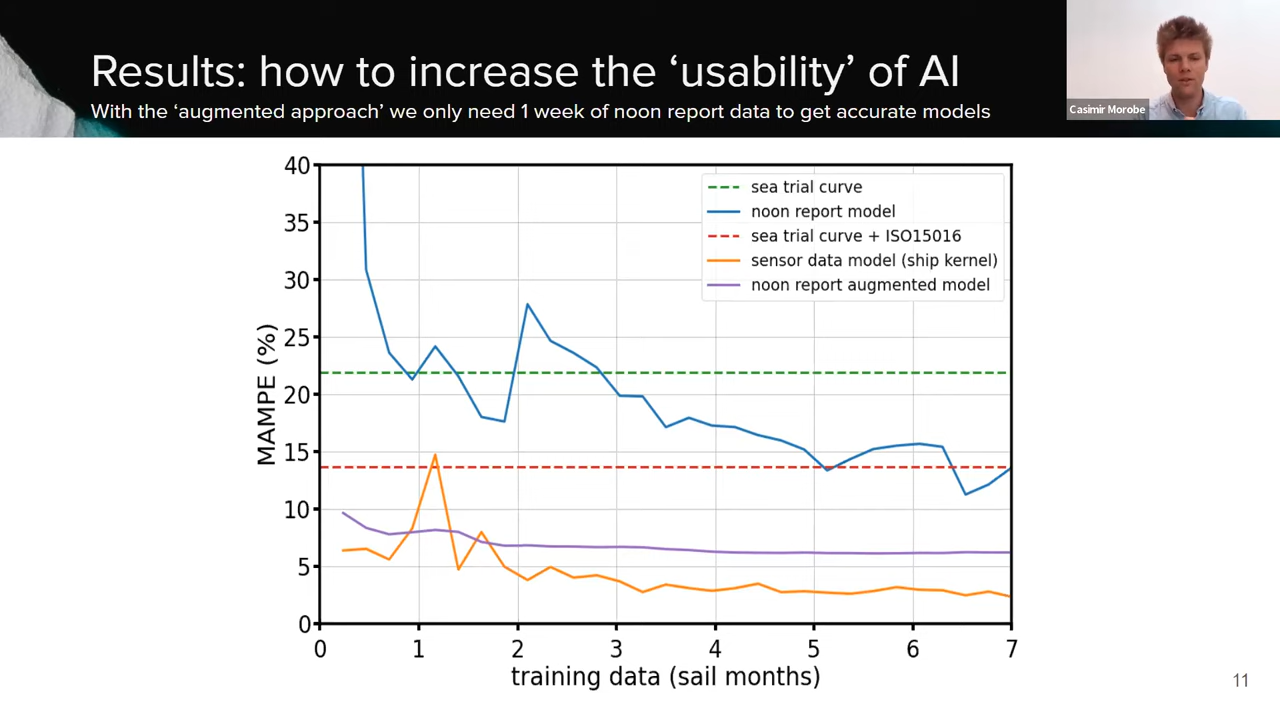 Results: how to increase the ‘usability’ of AI
With the ‘augmented approach’ we only need 1 week of noon report data to get accurate models
Casimir Morobe
sea trial curve
noon report model
sea trial curve + ISO15016
sensor data model (ship kernel)
noon report augmented model
MAMPE (%)
40
35
30
25
20
15
10
5
0
0 1 2 3 4 5 6 7
training data (sail months)
11